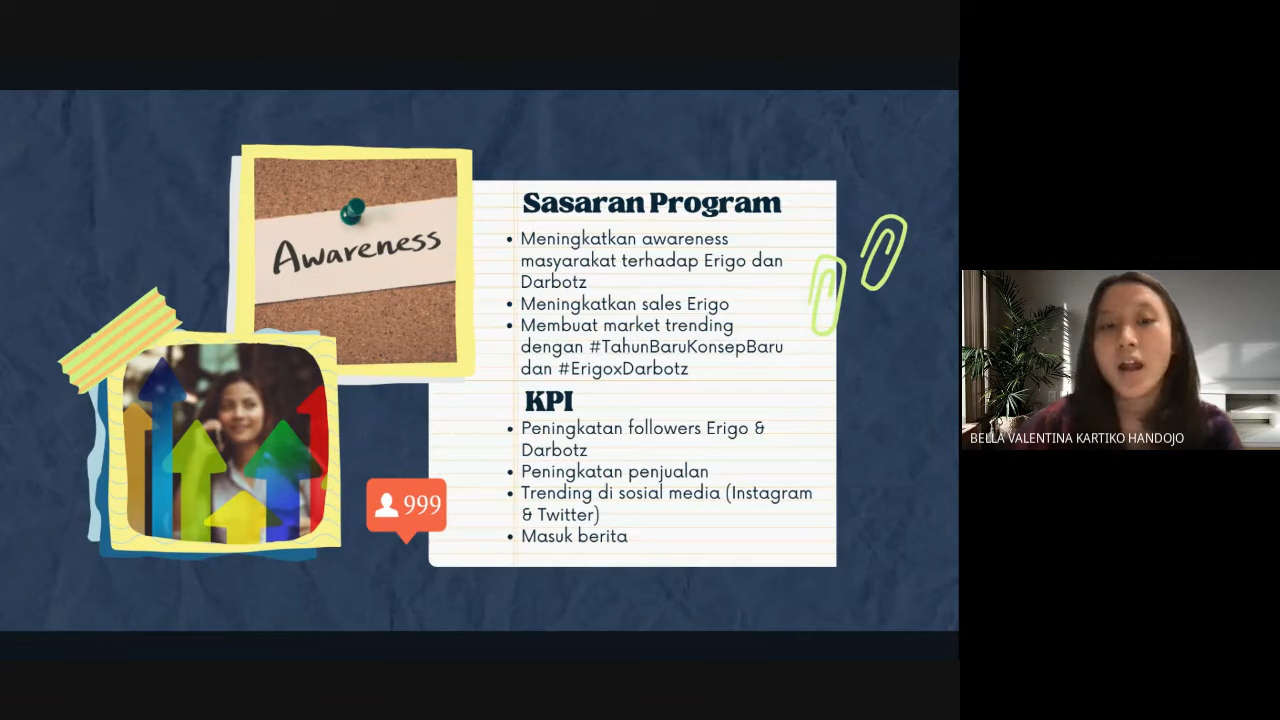 Awareness
Sasaran Program
• Meningkatkan awareness
masyarakat terhadap Erigo dan
Darbotz
• Meningkatkan sales Erigo
• Membuat market trending
dengan #TahunBaruKonsepBaru
dan #ErigoxDarbotz
KPI
• Peningkatan followers Erigo &
Darbotz
• Peningkatan penjualan
• Trending di sosial media (Instagram
& Twitter)
• Masuk berita
999
BELLA VALENTINA KARTIKO HANDOJO